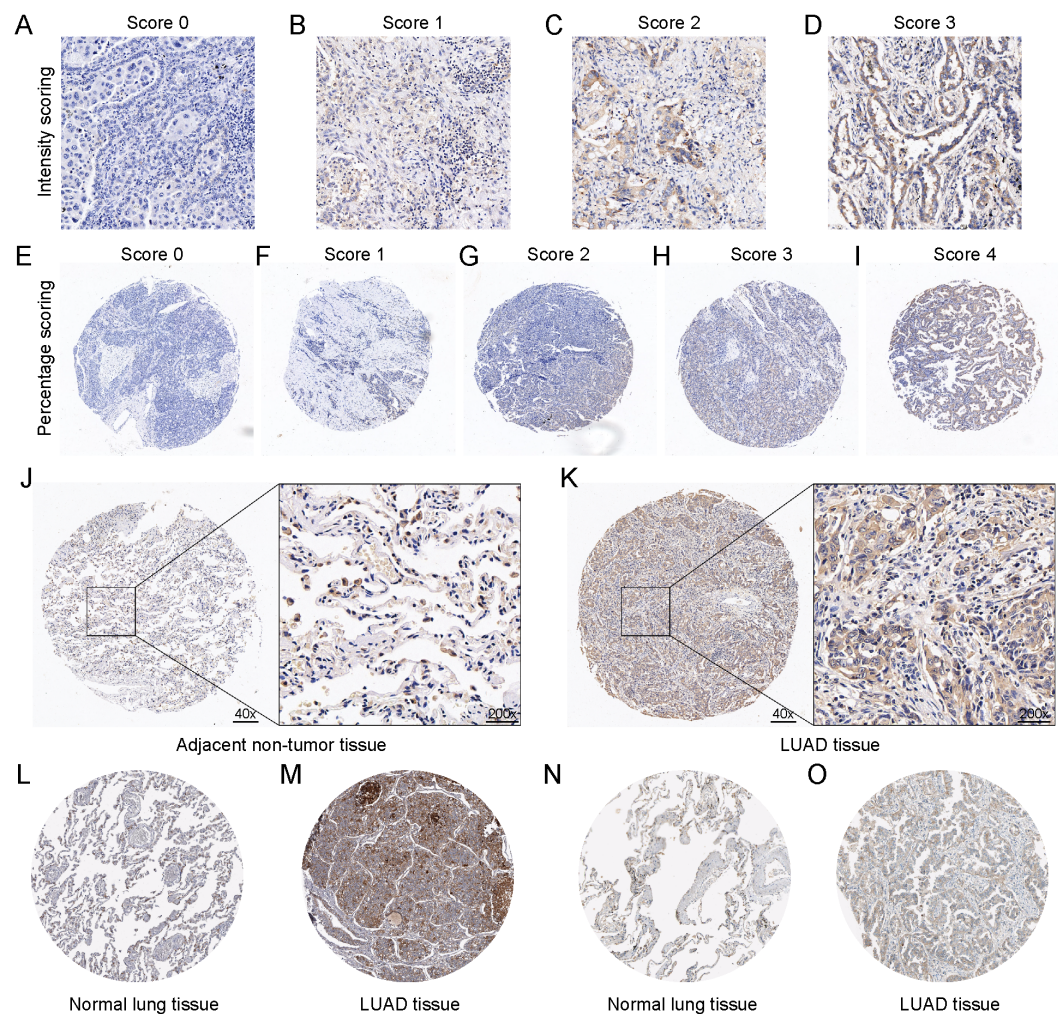 A Score 0 B Score 1 C Score 2 D Score 3
Intensity scoring
E Score 0 F Score 1 G Score 2 H Score 3 I Score 4
Percentage scoring
J K
40x 200x 40x 200x
Adjacent non-tumor tissue LUAD tissue
L M N O
Normal lung tissue LUAD tissue Normal lung tissue LUAD tissue